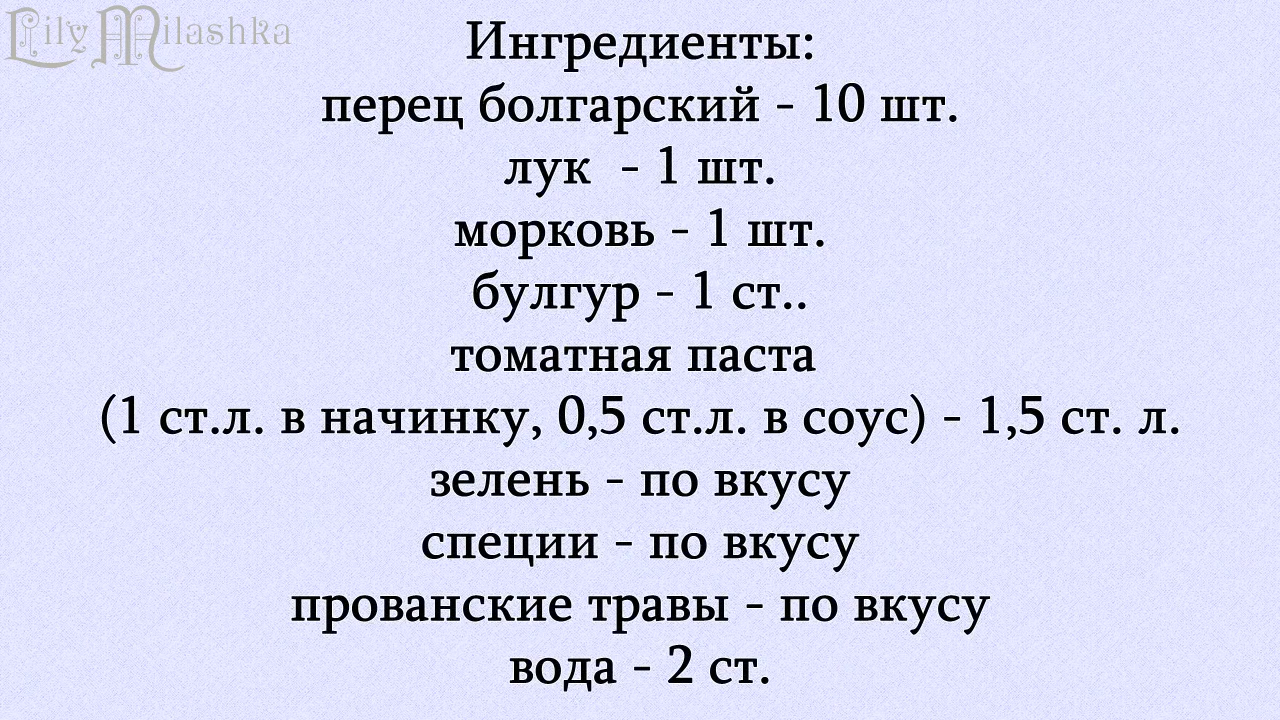 Lily Milashka
Ингредиенты:
перец болгарский - 10 шт.
лук - 1 шт.
морковь - 1 шт.
булгур - 1 ст..
томатная паста
(1 ст.л. в начинку, 0,5 ст.л. в соус) - 1,5 ст. л.
зелень - по вкусу
специи - по вкусу
прованские травы - по вкусу
вода - 2 ст.